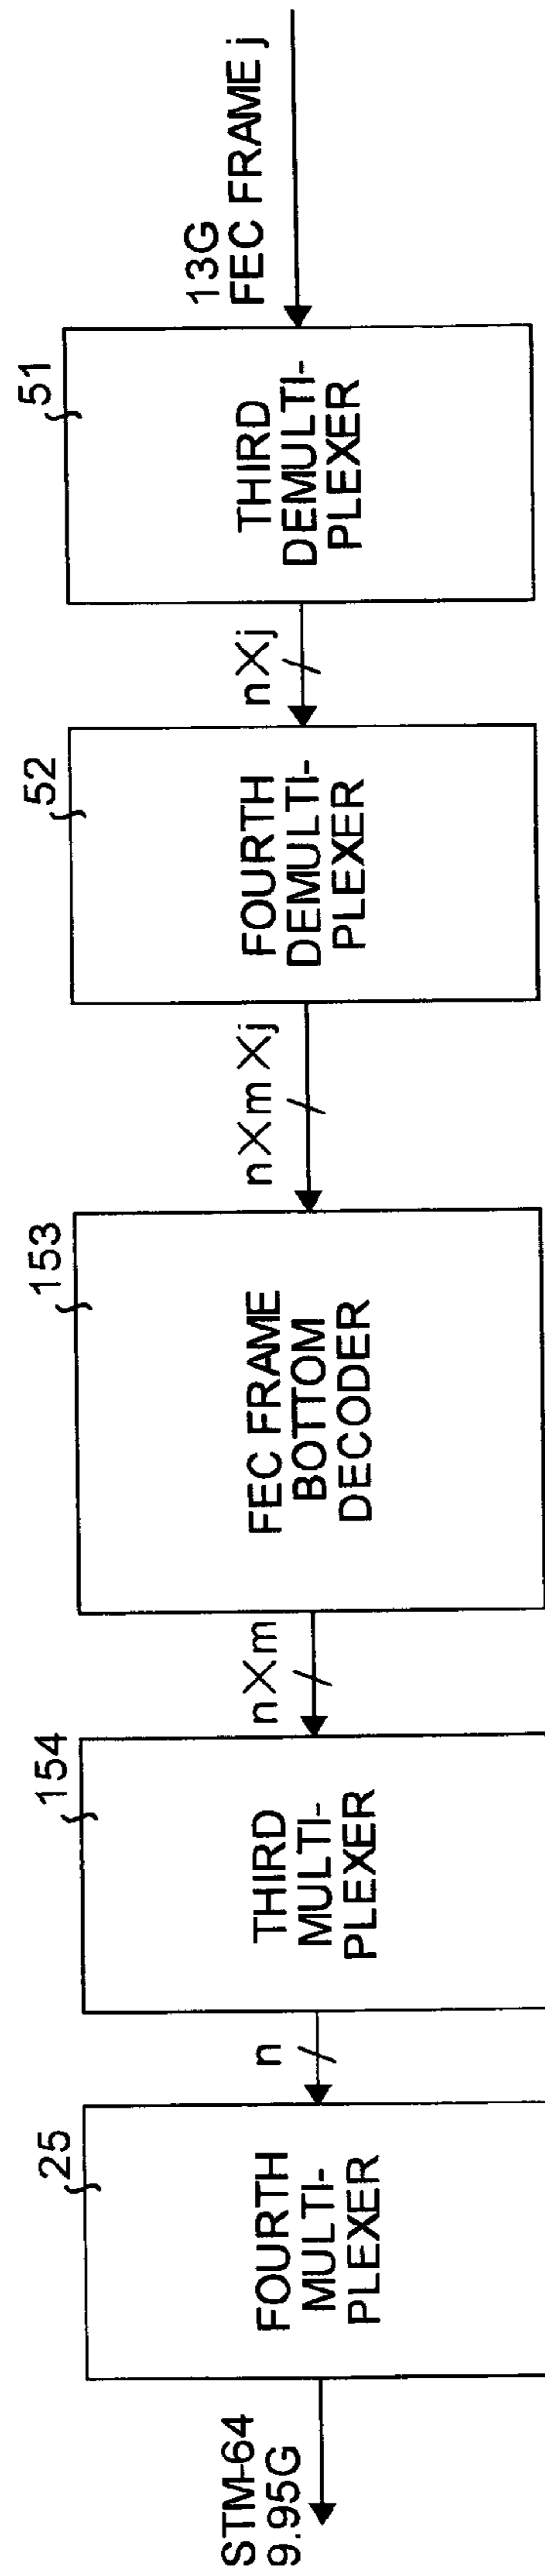 13G
FEC FRAME j
51
THIRD
DEMULTI-
PLEXER
n×j
52
FOURTH
DEMULTI-
PLEXER
n×m×j
153
FEC FRAME
BOTTOM
DECODER
n×m
154
THIRD
MULTI-
PLEXER
n
25
FOURTH
MULTI-
PLEXER
STM-64
9.95G